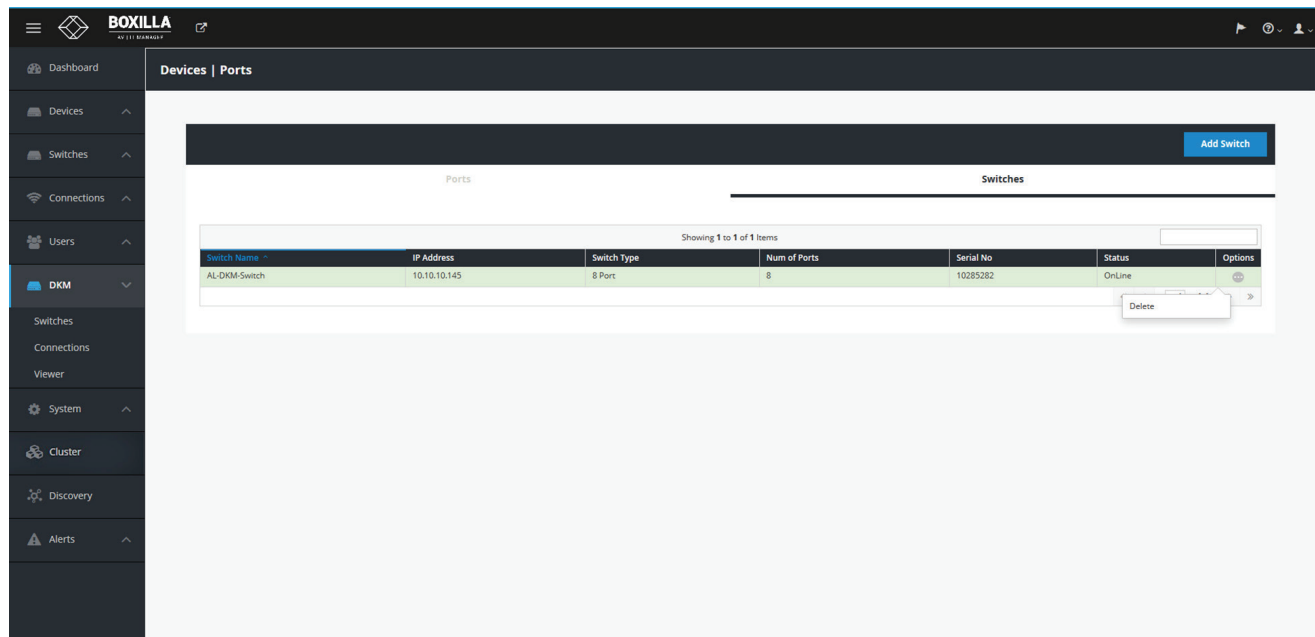 BOXILLA
Dashboard
Devices | Ports
Devices
Switches
Connections
Users
DKM
Switches
Connections
Viewer
System
Cluster
Discovery
Alerts
Add Switch
Ports Switches
Showing 1 to 1 of 1 Items
Switch Name IP Address Switch Type Num of Ports Serial No Status Options
AL-DKM-Switch 10.10.10.145 8 Port 8 10285282 OnLine
Delete